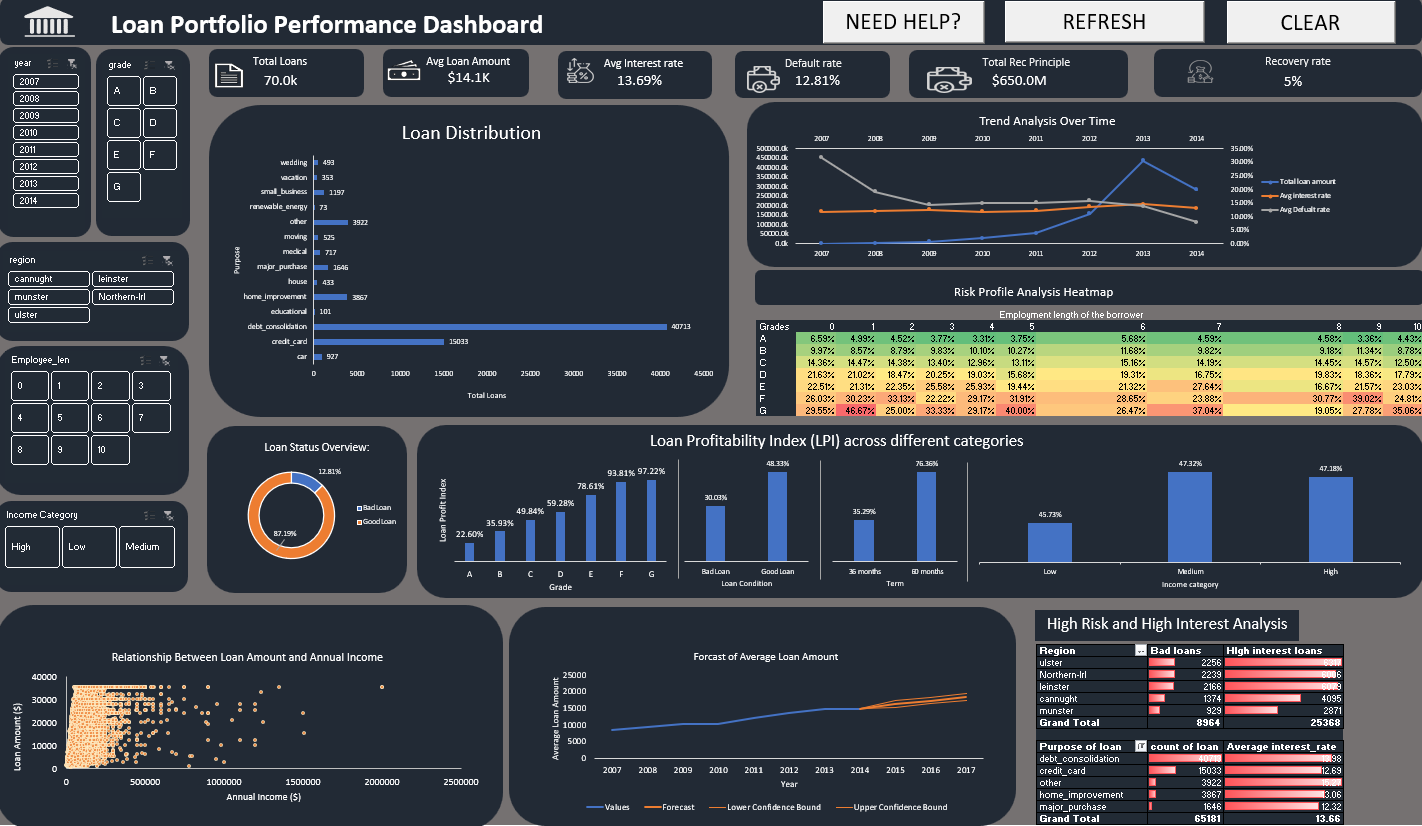 Loan Portfolio Performance Dashboard
NEED HELP?
REFRESH
CLEAR
year
2007
2008
2009
2010
2011
2012
2013
2014
grade
A B
C D
E F
G
region
cannught leinster
munster Northern-Irl
ulster
Employee_len
0 1 2 3
4 5 6 7
8 9 10
Income Category
High Low Medium
Total Loans
70.0k
Avg Loan Amount
$14.1K
Avg Interest rate
13.69%
Default rate
12.81%
Total Rec Principle
$650.0M
Recovery rate
5%
Loan Distribution
Purpose
wedding 493
vacation 353
small_business 1197
renewable_energy 73
other 3922
moving 525
medical 717
major_purchase 1646
house 433
home_improvement 3867
educational 101
debt_consolidation 40713
credit_card 15033
car 927
0 5000 10000 15000 20000 25000 30000 35000 40000 45000
Total Loans
Trend Analysis Over Time
2007 2008 2009 2010 2011 2012 2013 2014
500000.0k 35.00%
450000.0k 30.00%
400000.0k 25.00%
350000.0k 20.00%
300000.0k 15.00%
250000.0k 10.00%
200000.0k 5.00%
150000.0k 0.00%
100000.0k
50000.0k
0.0k
2007 2008 2009 2010 2011 2012 2013 2014
Total loan amount
Avg interest rate
Avg Defualt rate
Risk Profile Analysis Heatmap
Employment length of the borrower
Grades 0 1 2 3 4 5 6 7 8 9 10
A 6.59% 4.99% 4.52% 3.77% 3.31% 3.75% 5.68% 4.59% 4.58% 3.36% 4.43%
B 9.97% 8.57% 8.79% 9.83% 10.10% 10.27% 11.68% 9.82% 9.18% 11.34% 8.78%
C 14.36% 14.47% 14.38% 13.40% 12.96% 13.11% 15.16% 14.19% 14.45% 14.57% 12.50%
D 21.63% 21.02% 18.47% 20.25% 19.03% 15.68% 19.31% 16.75% 19.83% 18.36% 17.79%
E 22.51% 21.31% 22.35% 25.58% 25.93% 19.44% 21.32% 27.64% 16.67% 21.57% 23.03%
F 26.03% 30.23% 33.13% 22.22% 29.17% 31.91% 28.65% 23.88% 30.77% 39.02% 24.81%
G 29.55% 46.67% 25.00% 33.33% 29.17% 40.00% 26.47% 37.04% 19.05% 27.78% 35.06%
Loan Status Overview:
12.81%
87.19%
Bad Loan
Good Loan
Loan Profitability Index (LPI) across different categories
Loan Profit Index
22.60% 35.93% 49.84% 59.28% 78.61% 93.81% 97.22%
A B C D E F G
Grade
30.03% 48.33%
Bad Loan Good Loan
Loan Condition
35.29% 76.36%
36 months 60 months
Term
45.73% 47.32% 47.18%
Low Medium High
Income category
Relationship Between Loan Amount and Annual Income
Loan Amount ($)
40000
30000
20000
10000
0
0 500000 1000000 1500000 2000000 2500000
Annual Income ($)
Forcast of Average Loan Amount
Average Loan Amount
25000
20000
15000
10000
5000
0
2007 2008 2009 2010 2011 2012 2013 2014 2015 2016 2017
Year
Values Forecast Lower Confidence Bound Upper Confidence Bound
High Risk and High Interest Analysis
Region Bad loans HIgh interest loans
ulster 2256
Northern-Irl 2239
leinster 2166
cannught 1374 4095
munster 929 2871
Grand Total 8964 25368
Purpose of loan count of loan Average interest_rate
debt_consolidation 40713
credit_card 15033 12.69
other 3922
home_improvement 3867
major_purchase 1646 12.32
Grand Total 65181 13.66